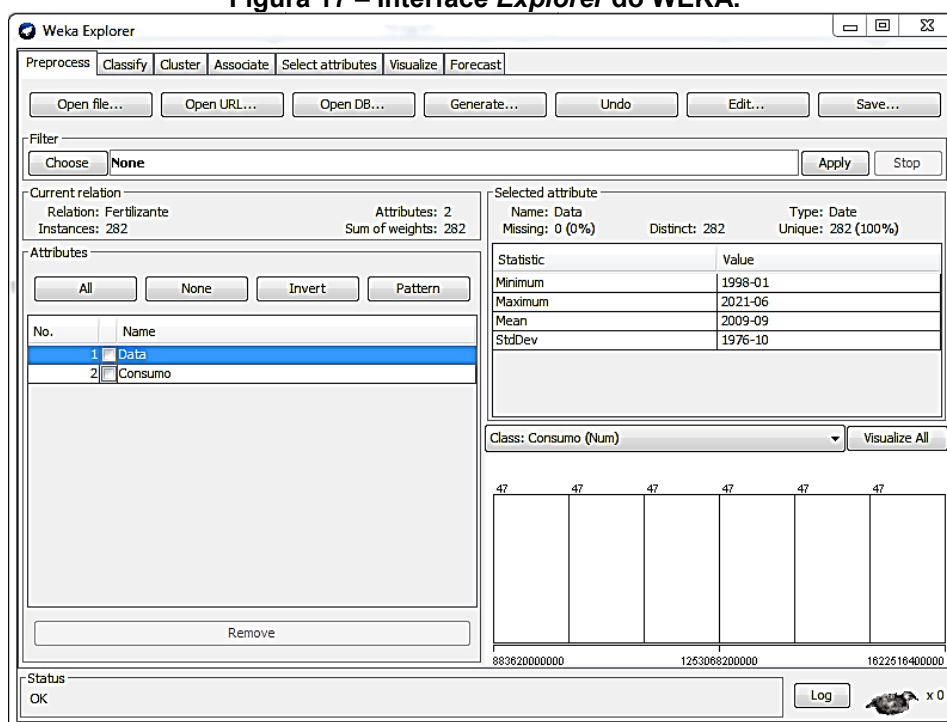 Figura 17 – Interface Explorer do WEKA.
Weka Explorer
Preprocess Classify Cluster Associate Select attributes Visualize Forecast
Open file... Open URL... Open DB... Generate... Undo Edit... Save...
Filter
Choose None Apply Stop
Current relation
Relation: Fertilizante Attributes: 2
Instances: 282 Sum of weights: 282
Attributes
All None Invert Pattern
No. Name
1 Data
2 Consumo
Remove
Selected attribute
Name: Data Type: Date
Missing: 0 (0%) Distinct: 282 Unique: 282 (100%)
Statistic Value
Minimum 1998-01
Maximum 2021-06
Mean 2009-09
StdDev 1976-10
Class: Consumo (Num) Visualize All
47 47 47 47 47 47
883620000000 1253068200000 1622516400000
Status
OK
Log x 0